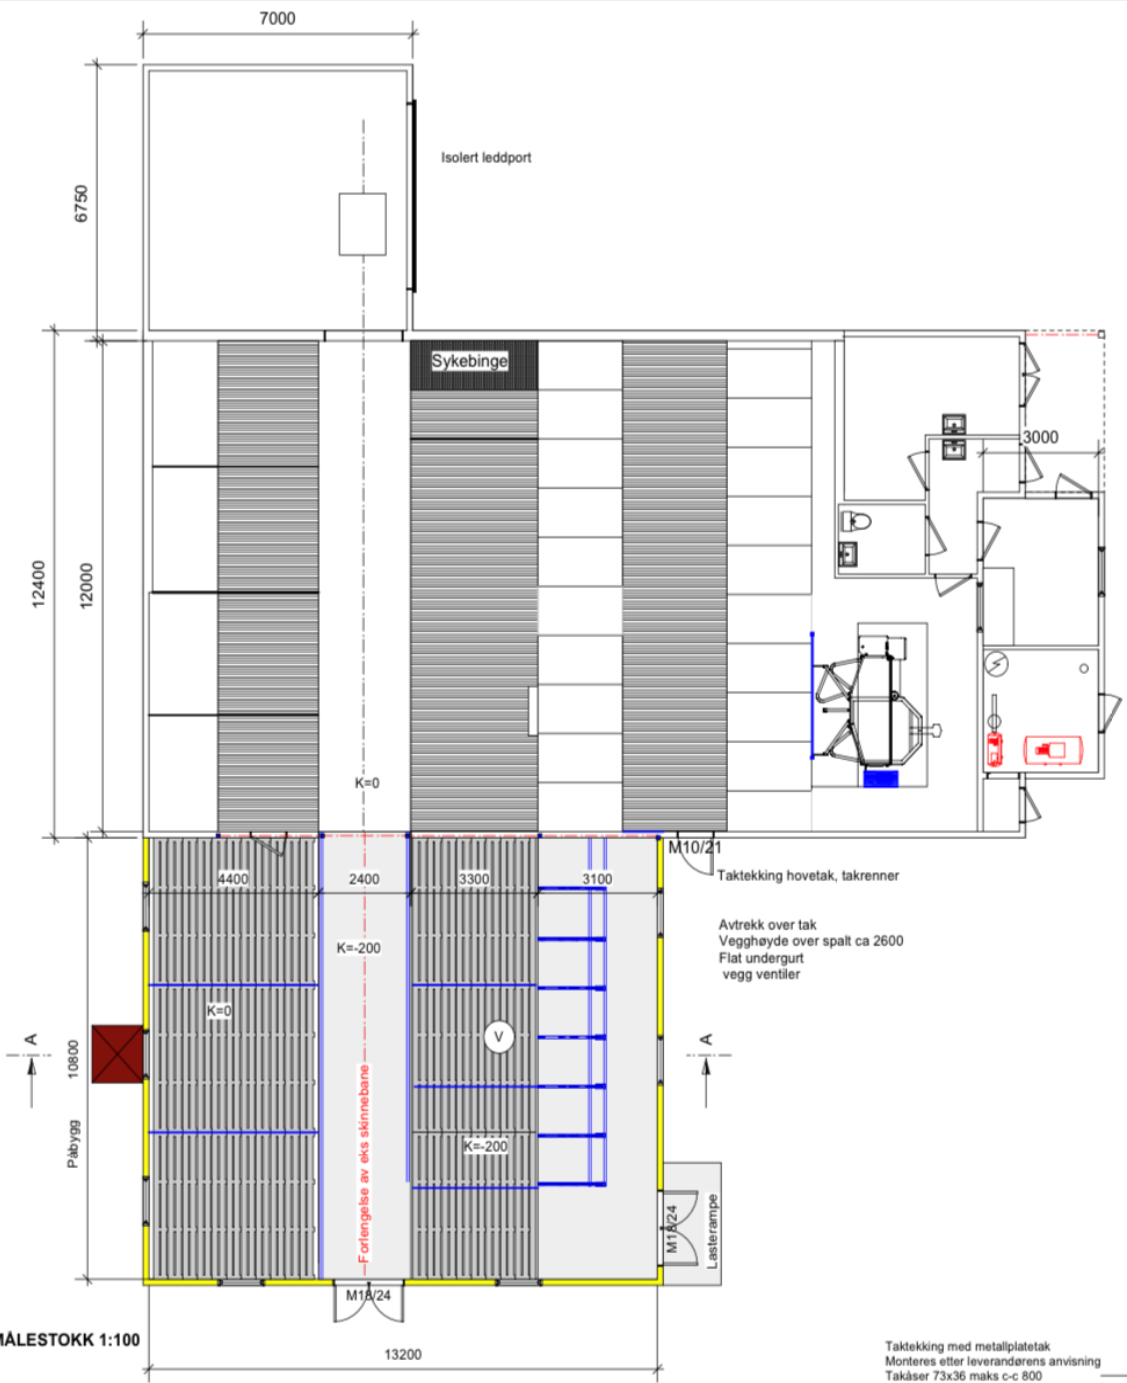 7000
Isolert leddport
6750
Sykebinge
3000
12400
12000
K=0
M10/21
Taktekking hovetak, takrenner
4400
2400
3300
3100
Avtrekk over tak
Vegghøyde over spalt ca 2600
Flat undergurt
vegg ventiler
K=-200
K=0
V
A
A
10800
Påbygg
Forlengelse av eks skinnebane
K=-200
M18/24
Lasterampe
M18/24
MÅLESTOKK 1:100
13200
Taktekking med metallplatetak
Monteres etter leverandørens anvisning
Takåser 73x36 maks c-c 800